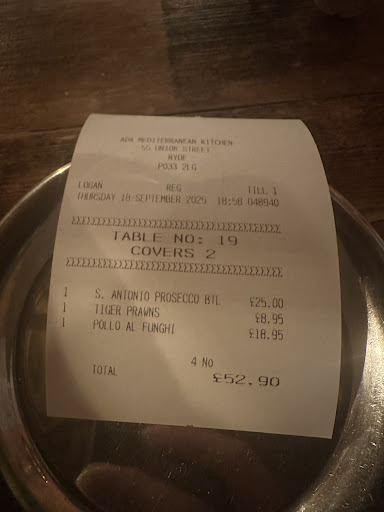 ADA MEDITERRANEAN KITCHEN
55 UNION STREET
RYDE
PO33 2LG
LOGAN REG TILL 1
THURSDAY 18 SEPTEMBER 2025 18:58 048940
TABLE NO: 19
COVERS 2
1 S. ANTONIO PROSECCO BTL £25.00
1 TIGER PRAWNS £8.95
1 POLLO AL FUNGHI £18.95
4 No
TOTAL £52.90